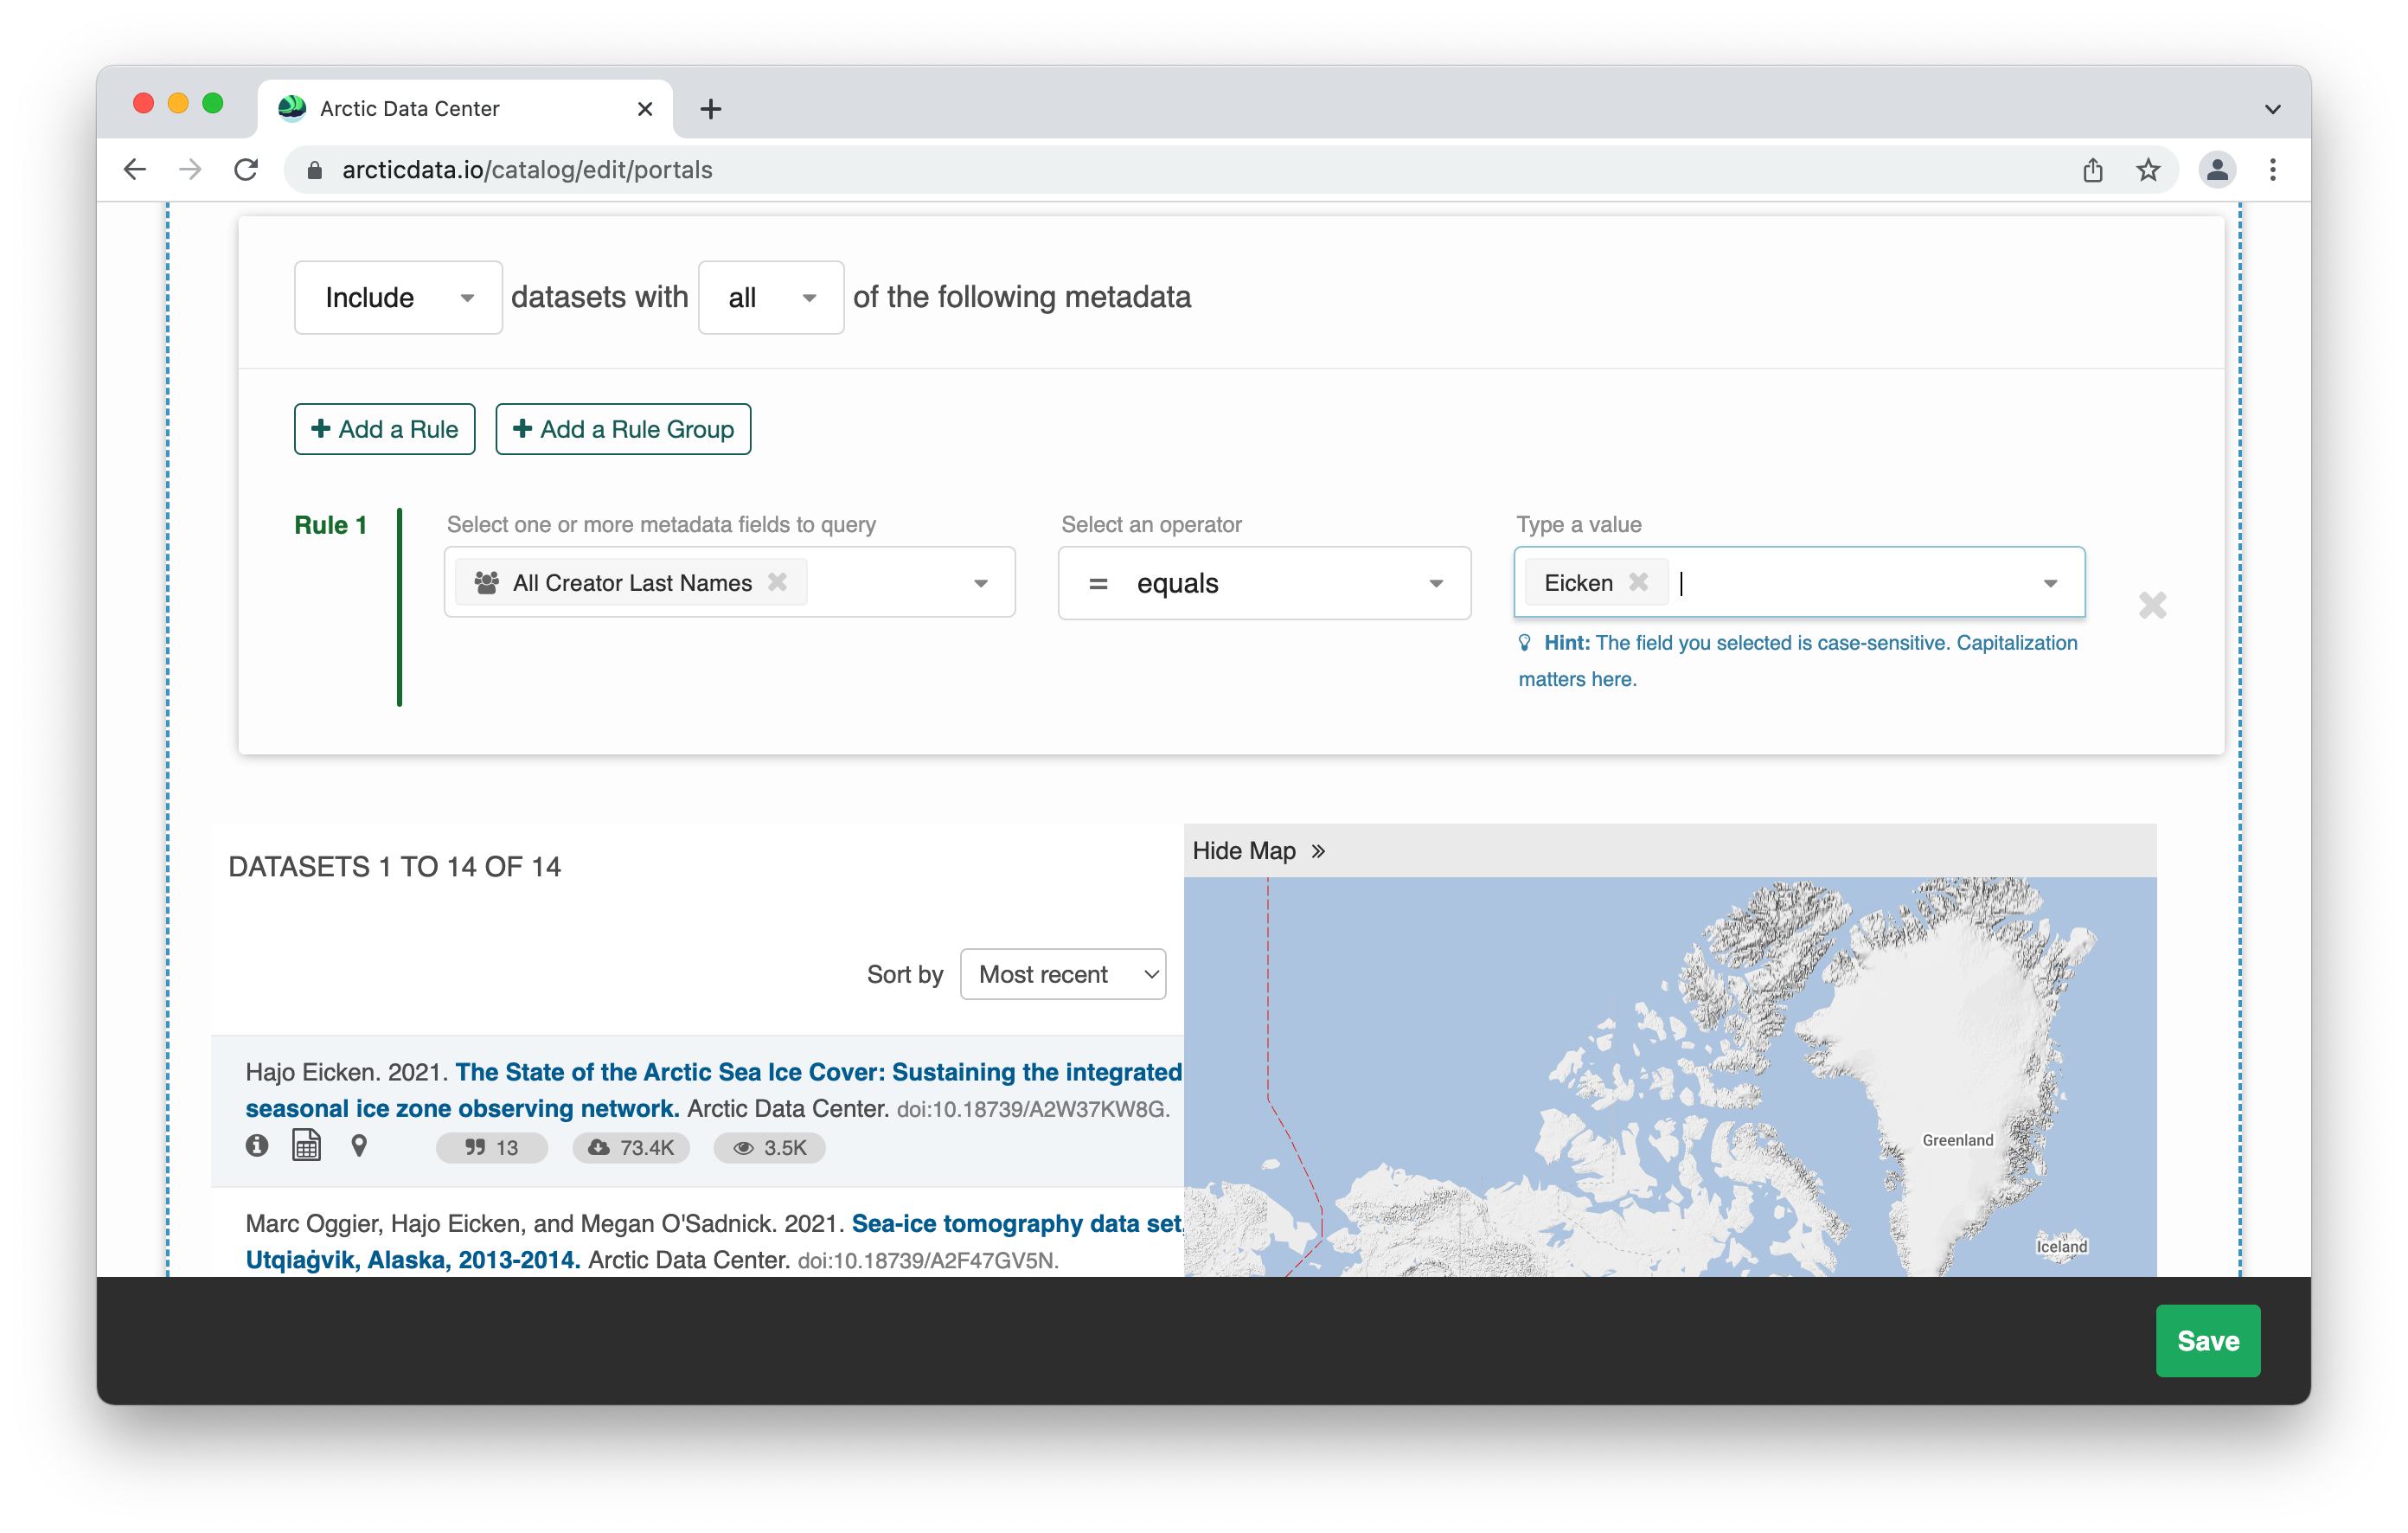 Arctic Data Center
arcticdata.io/catalog/edit/portals
Include datasets with all of the following metadata
Add a Rule Add a Rule Group
Rule 1 Select one or more metadata fields to query Select an operator Type a value
All Creator Last Names = equals Eicken
Hint: The field you selected is case-sensitive. Capitalization
matters here.
DATASETS 1 TO 14 OF 14
Hide Map »
Sort by Most recent
Hajo Eicken. 2021. The State of the Arctic Sea Ice Cover: Sustaining the integrated
seasonal ice zone observing network. Arctic Data Center. doi:10.18739/A2W37KW8G.
13 73.4K 3.5K
Marc Oggier, Hajo Eicken, and Megan O'Sadnick. 2021. Sea-ice tomography data set,
Utqiaġvik, Alaska, 2013-2014. Arctic Data Center. doi:10.18739/A2F47GV5N.
Greenland
Iceland
Save